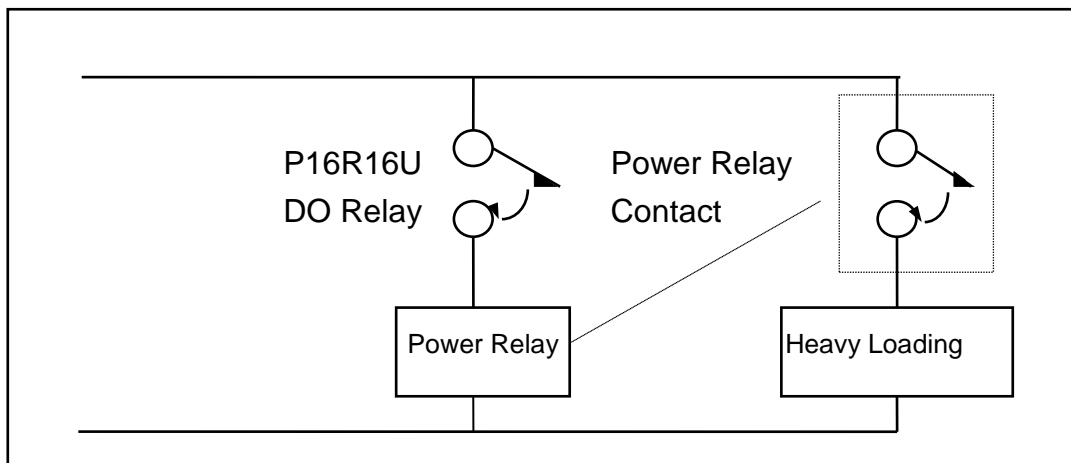 P16R16U
DO Relay
Power Relay
Contact
Power Relay
Heavy Loading